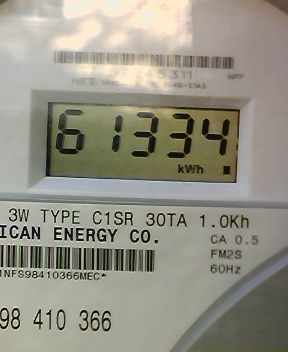 61334
kWh
3W TYPE C1SR 30TA 1.0Kh
ICAN ENERGY CO.
CA 0.5
FM2S
60Hz
1NFS98410366MEC*
98 410 366